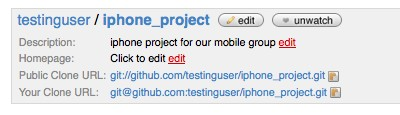 testinguser / iphone_project edit unwatch
Description: iphone project for our mobile group edit
Homepage: Click to edit edit
Public Clone URL: git://github.com/testinguser/iphone_project.git
Your Clone URL: git@github.com:testinguser/iphone_project.git